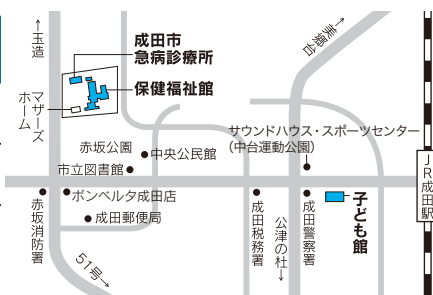 ←玉造
成田市
急病診療所
保健福祉館
マザーズ
ホーム
↑美郷台
赤坂公園
中央公民館
市立図書館
サウンドハウス・スポーツセンター
(中台運動公園)
JR成田駅
赤坂消防署
ボンベルタ成田店
成田郵便局
51号→
成田税務署
公津の杜→
成田警察署
子ども館